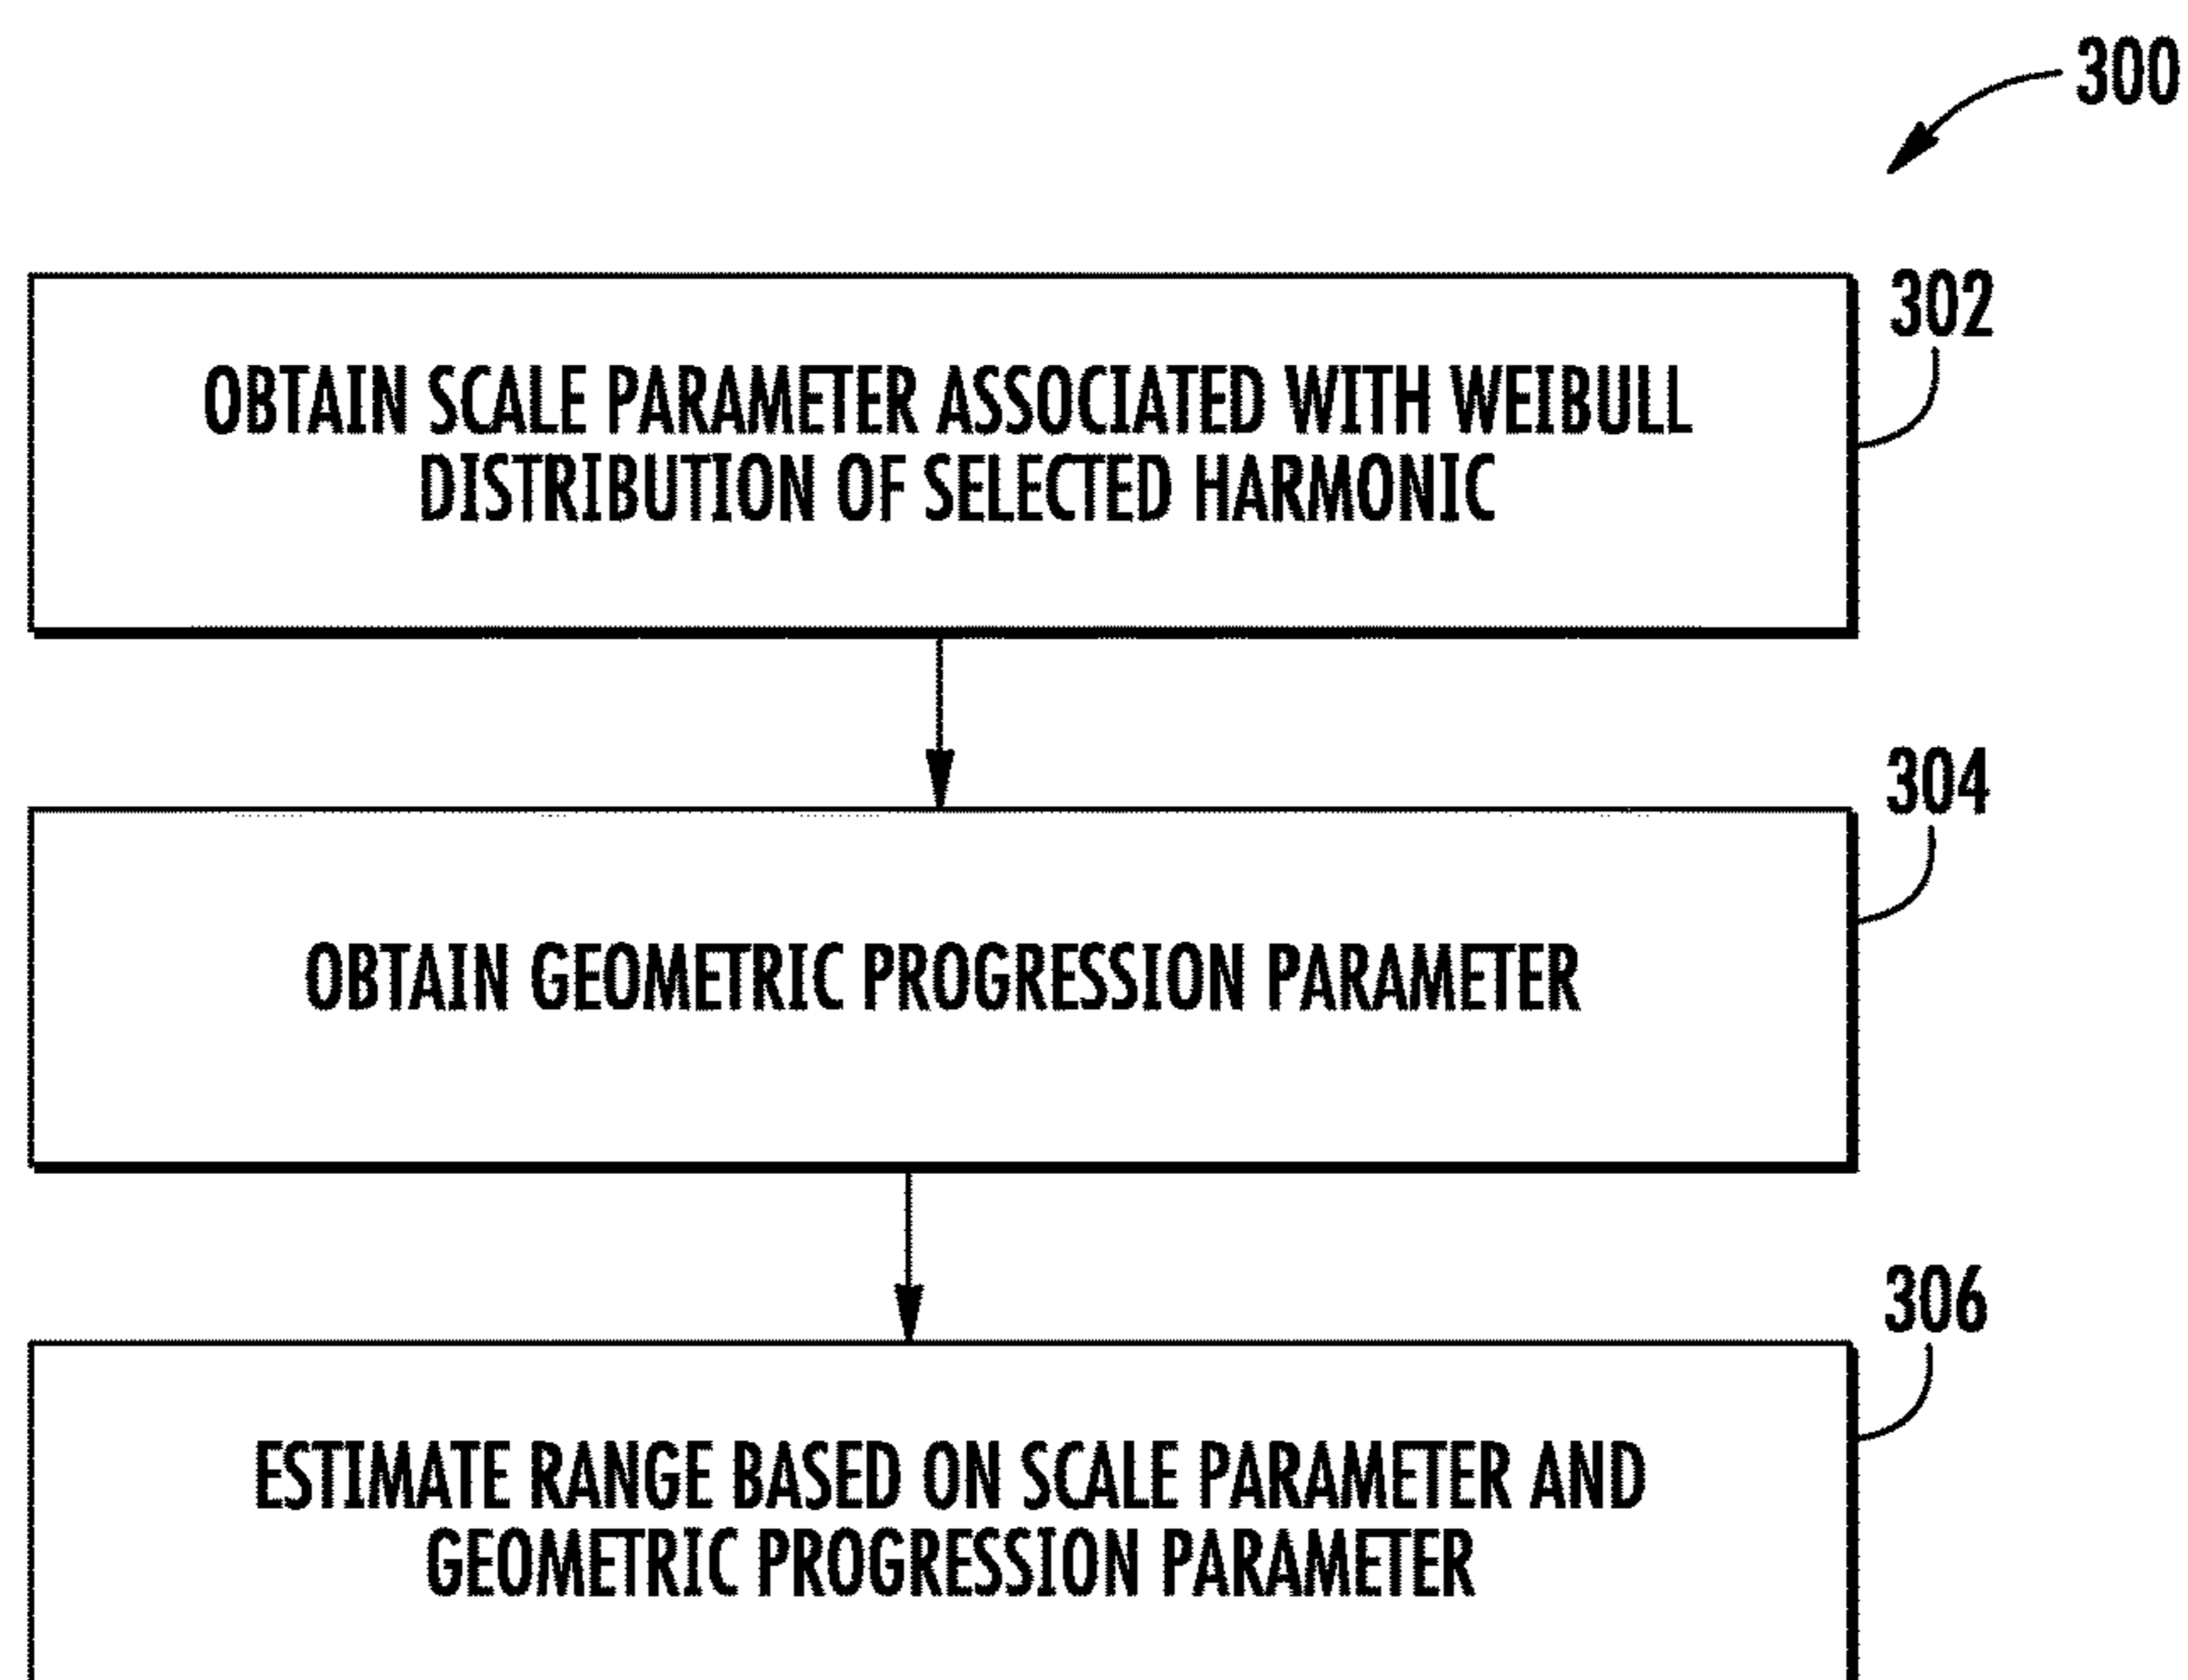 300
302
OBTAIN SCALE PARAMETER ASSOCIATED WITH WEIBULL
DISTRIBUTION OF SELECTED HARMONIC
304
OBTAIN GEOMETRIC PROGRESSION PARAMETER
306
ESTIMATE RANGE BASED ON SCALE PARAMETER AND
GEOMETRIC PROGRESSION PARAMETER